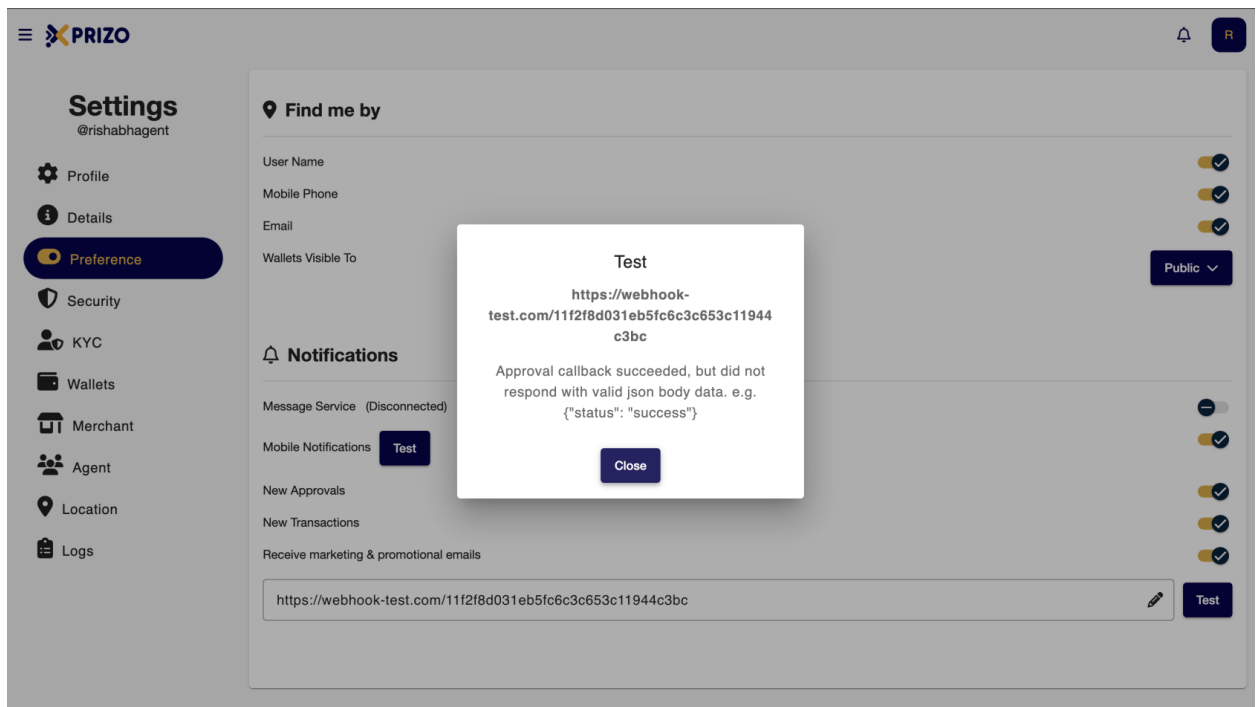 PRIZO
R
Settings
@rishabhagent
Profile
Details
Preference
Security
KYC
Wallets
Merchant
Agent
Location
Logs
Find me by
User Name
Mobile Phone
Email
Wallets Visible To
Public
Notifications
Message Service (Disconnected)
Mobile Notifications Test
New Approvals
New Transactions
Receive marketing & promotional emails
https://webhook-test.com/11f2f8d031eb5fc6c3c653c11944c3bc
Test
Test
https://webhook-
test.com/11f2f8d031eb5fc6c3c653c11944
c3bc
Approval callback succeeded, but did not
respond with valid json body data. e.g.
{"status": "success"}
Close